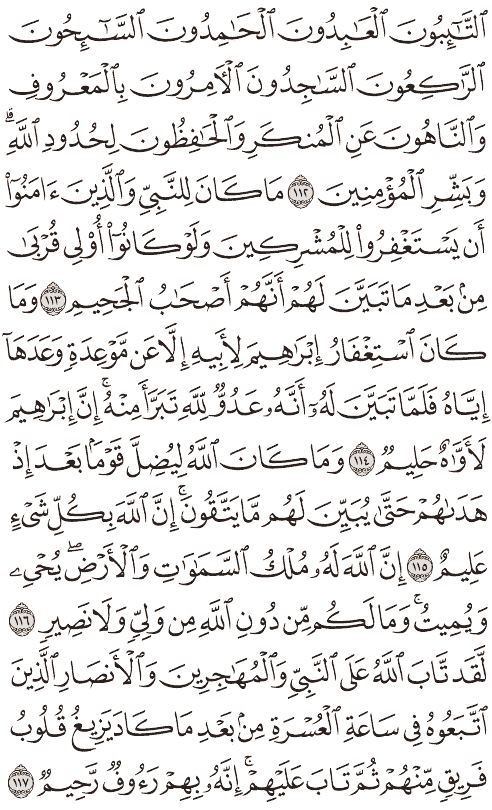 ٱلتَّٰٓئِبُونَ ٱلْعَٰبِدُونَ ٱلْحَٰمِدُونَ ٱلسَّٰٓئِحُونَ
ٱلرَّٰكِعُونَ ٱلسَّٰجِدُونَ ٱلْءَامِرُونَ بِٱلْمَعْرُوفِ
وَٱلنَّاهُونَ عَنِ ٱلْمُنكَرِ وَٱلْحَٰفِظُونَ لِحُدُودِ ٱللَّهِۗ
وَبَشِّرِ ٱلْمُؤْمِنِينَ ١١٢ مَا كَانَ لِلنَّبِيِّ وَٱلَّذِينَ ءَامَنُوٓا۟
أَن يَسْتَغْفِرُوا۟ لِلْمُشْرِكِينَ وَلَوْ كَانُوٓا۟ أُو۟لِى قُرْبَىٰ
مِنۢ بَعْدِ مَا تَبَيَّنَ لَهُمْ أَنَّهُمْ أَصْحَٰبُ ٱلْجَحِيمِ ١١٣ وَمَا
كَانَ ٱسْتِغْفَارُ إِبْرَٰهِيمَ لِأَبِيهِ إِلَّا عَن مَّوْعِدَةٍ وَعَدَهَآ
إِيَّاهُ فَلَمَّا تَبَيَّنَ لَهُۥٓ أَنَّهُۥ عَدُوٌّ لِّلَّهِ تَبَرَّأَ مِنْهُۚ إِنَّ إِبْرَٰهِيمَ
لَأَوَّٰهٌ حَلِيمٌ ١١٤ وَمَا كَانَ ٱللَّهُ لِيُضِلَّ قَوْمًۢا بَعْدَ إِذْ
هَدَىٰهُمْ حَتَّىٰ يُبَيِّنَ لَهُم مَّا يَتَّقُونَۚ إِنَّ ٱللَّهَ بِكُلِّ شَىْءٍ
عَلِيمٌ ١١٥ إِنَّ ٱللَّهَ لَهُۥ مُلْكُ ٱلسَّمَٰوَٰتِ وَٱلْأَرْضِۖ يُحْىِۦ
وَيُمِيتُۚ وَمَا لَكُم مِّن دُونِ ٱللَّهِ مِن وَلِىٍّ وَلَا نَصِيرٍ ١١٦
لَّقَد تَّابَ ٱللَّهُ عَلَى ٱلنَّبِىِّ وَٱلْمُهَٰجِرِينَ وَٱلْأَنصَارِ ٱلَّذِينَ
ٱتَّبَعُوهُ فِى سَاعَةِ ٱلْعُسْرَةِ مِنۢ بَعْدِ مَا كَادَ يَزِيغُ قُلُوبُ
فَرِيقٍ مِّنْهُمْ ثُمَّ تَابَ عَلَيْهِمْۚ إِنَّهُۥ بِهِمْ رَءُوفٌ رَّحِيمٌ ١١٧